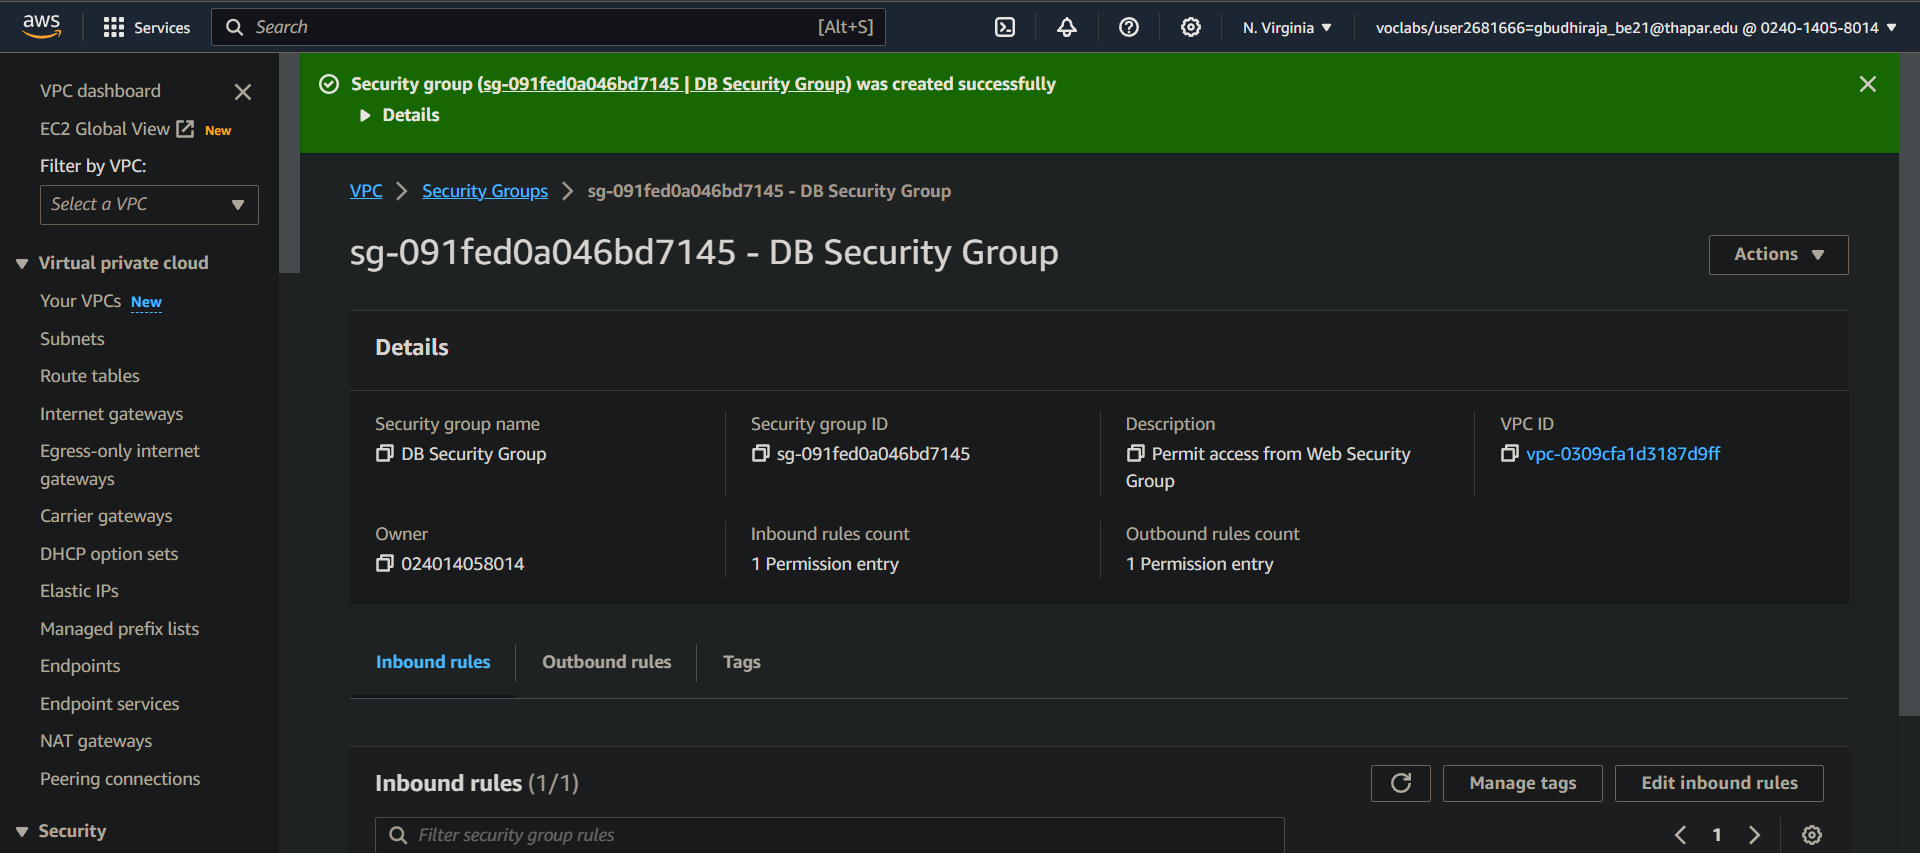 aws
Services
Search
[Alt+S]
N. Virginia
voclabs/user2681666=gbudhiraja_be21@thapar.edu @ 0240-1405-8014
VPC dashboard
EC2 Global View New
Filter by VPC:
Select a VPC
Virtual private cloud
Your VPCs New
Subnets
Route tables
Internet gateways
Egress-only internet
gateways
Carrier gateways
DHCP option sets
Elastic IPs
Managed prefix lists
Endpoints
Endpoint services
NAT gateways
Peering connections
Security
Security group (sg-091fed0a046bd7145 | DB Security Group) was created successfully
Details
VPC
Security Groups
sg-091fed0a046bd7145 - DB Security Group
sg-091fed0a046bd7145 - DB Security Group
Actions
Details
Security group name
DB Security Group
Security group ID
sg-091fed0a046bd7145
Description
Permit access from Web Security
Group
VPC ID
vpc-0309cfa1d3187d9ff
Owner
024014058014
Inbound rules count
1 Permission entry
Outbound rules count
1 Permission entry
Inbound rules
Outbound rules
Tags
Inbound rules (1/1)
Manage tags
Edit inbound rules
Filter security group rules
1